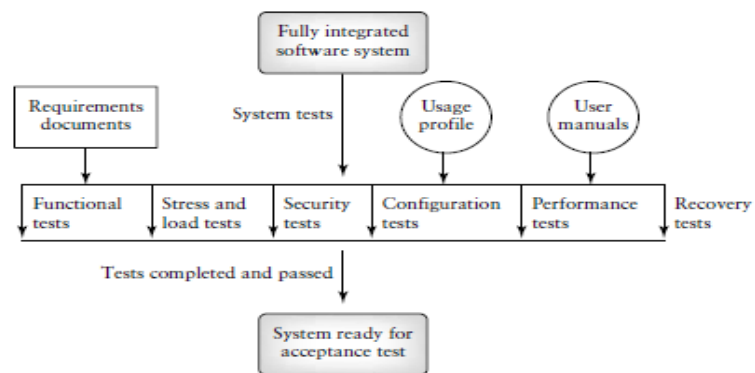 Fully integrated
software system
Requirements
documents
System tests
Usage
profile
User
manuals
Functional
tests
Stress and
load tests
Security
tests
Configuration
tests
Performance
tests
Recovery
tests
Tests completed and passed
System ready for
acceptance test